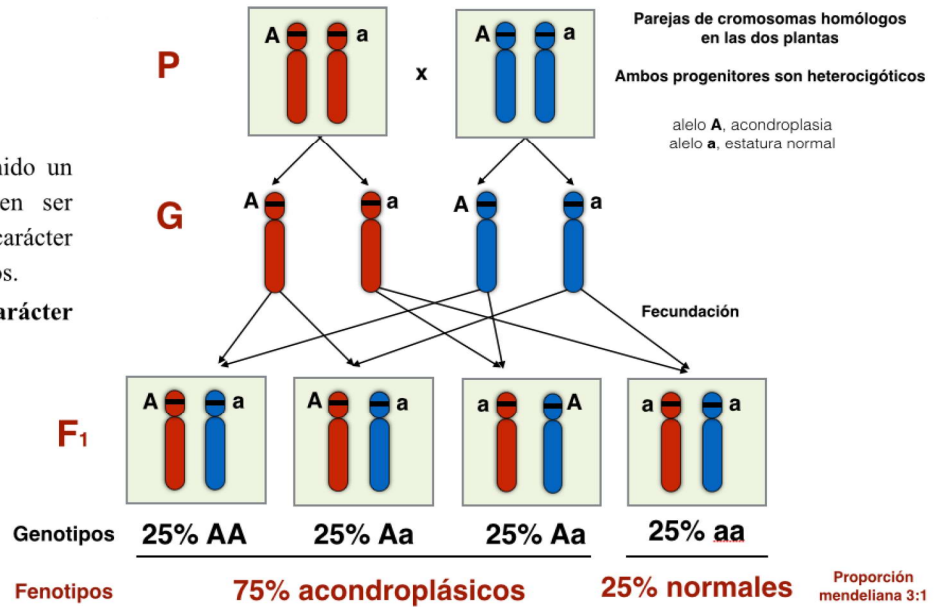 Parejas de cromosomas homólogos
en las dos plantas
Ambos progenitores son heterocigóticos
alelo A, acondroplasia
alelo a, estatura normal
P
A a x A a
un
en ser
carácter
os.
G
A a A a
Fecundación
F1
A a A a a A a a
Genotipos 25% AA 25% Aa 25% Aa 25% aa
Fenotipos 75% acondroplásicos 25% normales
Proporción
mendeliana 3:1